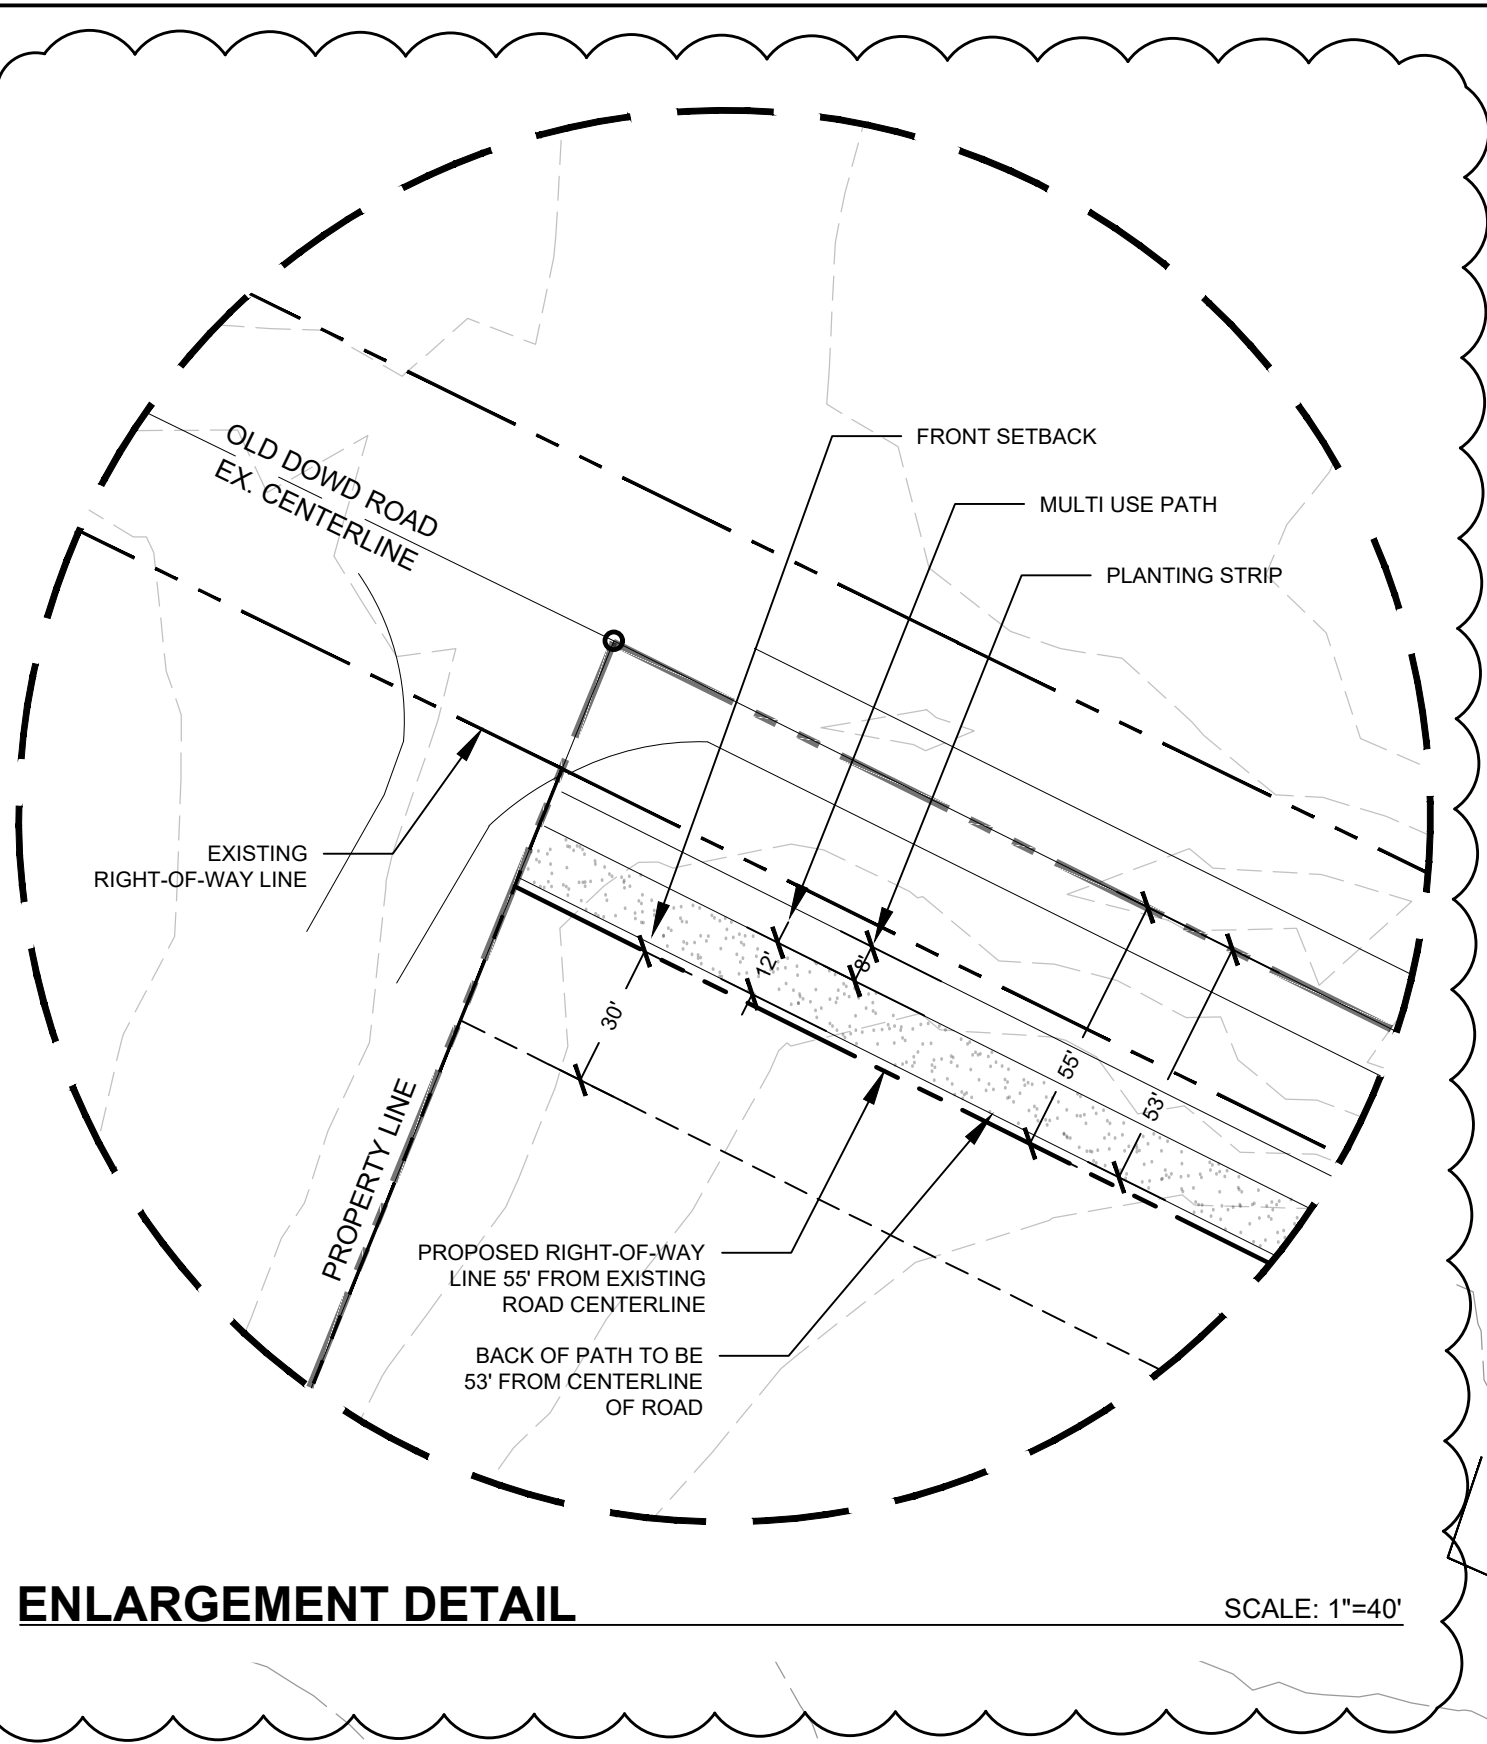 FRONT SETBACK
MULTI USE PATH
PLANTING STRIP
OLD DOWD ROAD
EX. CENTERLINE
EXISTING
RIGHT-OF-WAY LINE
12'
8'
30'
55'
53'
PROPERTY LINE
PROPOSED RIGHT-OF-WAY
LINE 55' FROM EXISTING
ROAD CENTERLINE
BACK OF PATH TO BE
53' FROM CENTERLINE
OF ROAD
ENLARGEMENT DETAIL
SCALE: 1"=40'